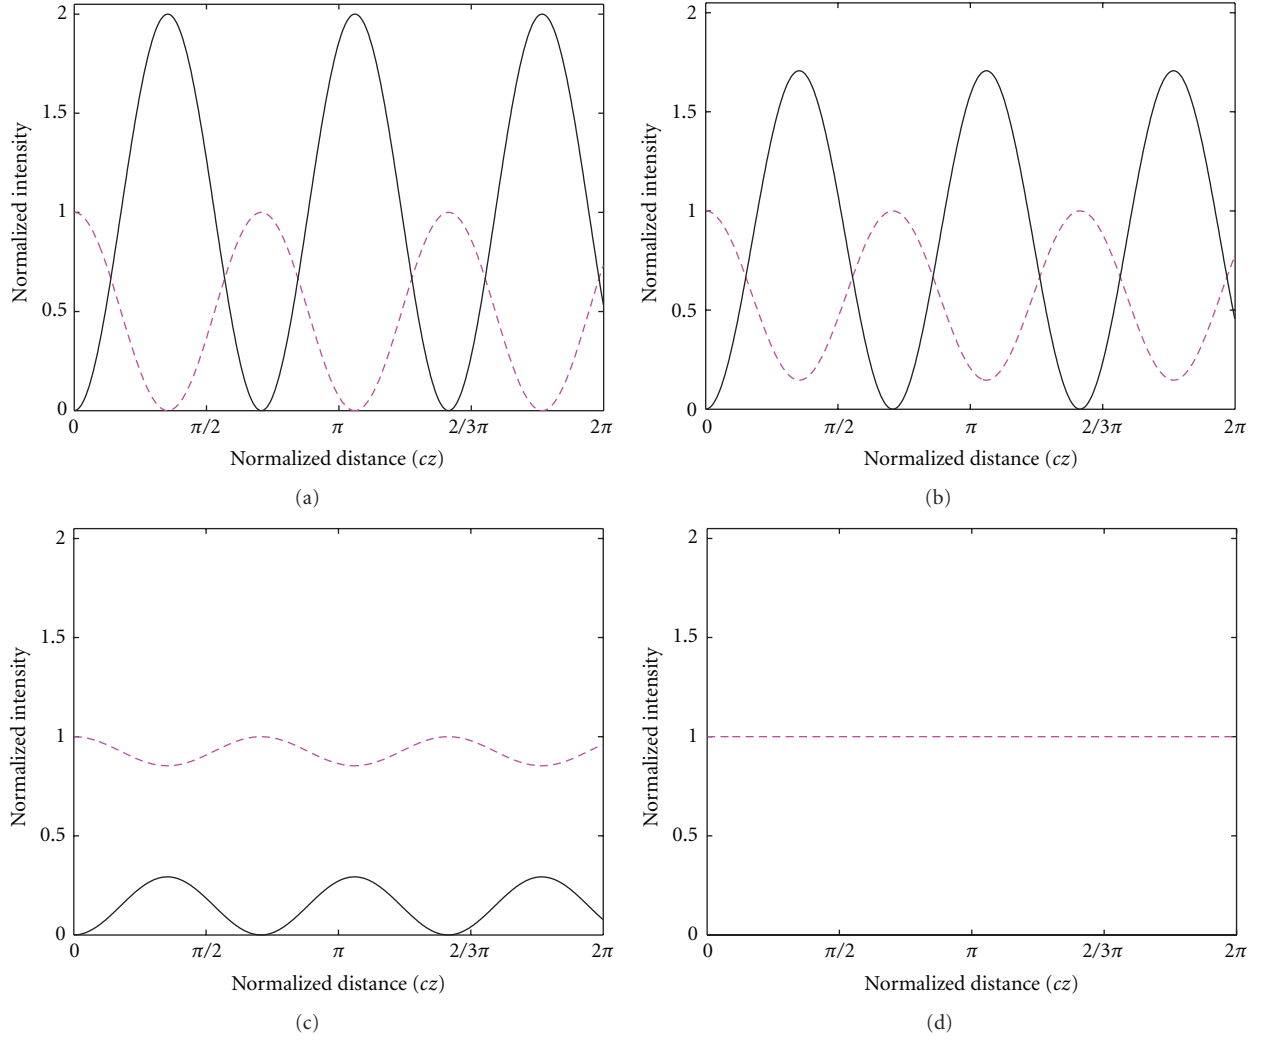 2
1.5
1
0.5
0
Normalized intensity
0 π/2 π 2/3π 2π
Normalized distance (cz)
(a)
2
1.5
1
0.5
0
Normalized intensity
0 π/2 π 2/3π 2π
Normalized distance (cz)
(b)
2
1.5
1
0.5
0
Normalized intensity
0 π/2 π 2/3π 2π
Normalized distance (cz)
(c)
2
1.5
1
0.5
0
Normalized intensity
0 π/2 π 2/3π 2π
Normalized distance (cz)
(d)